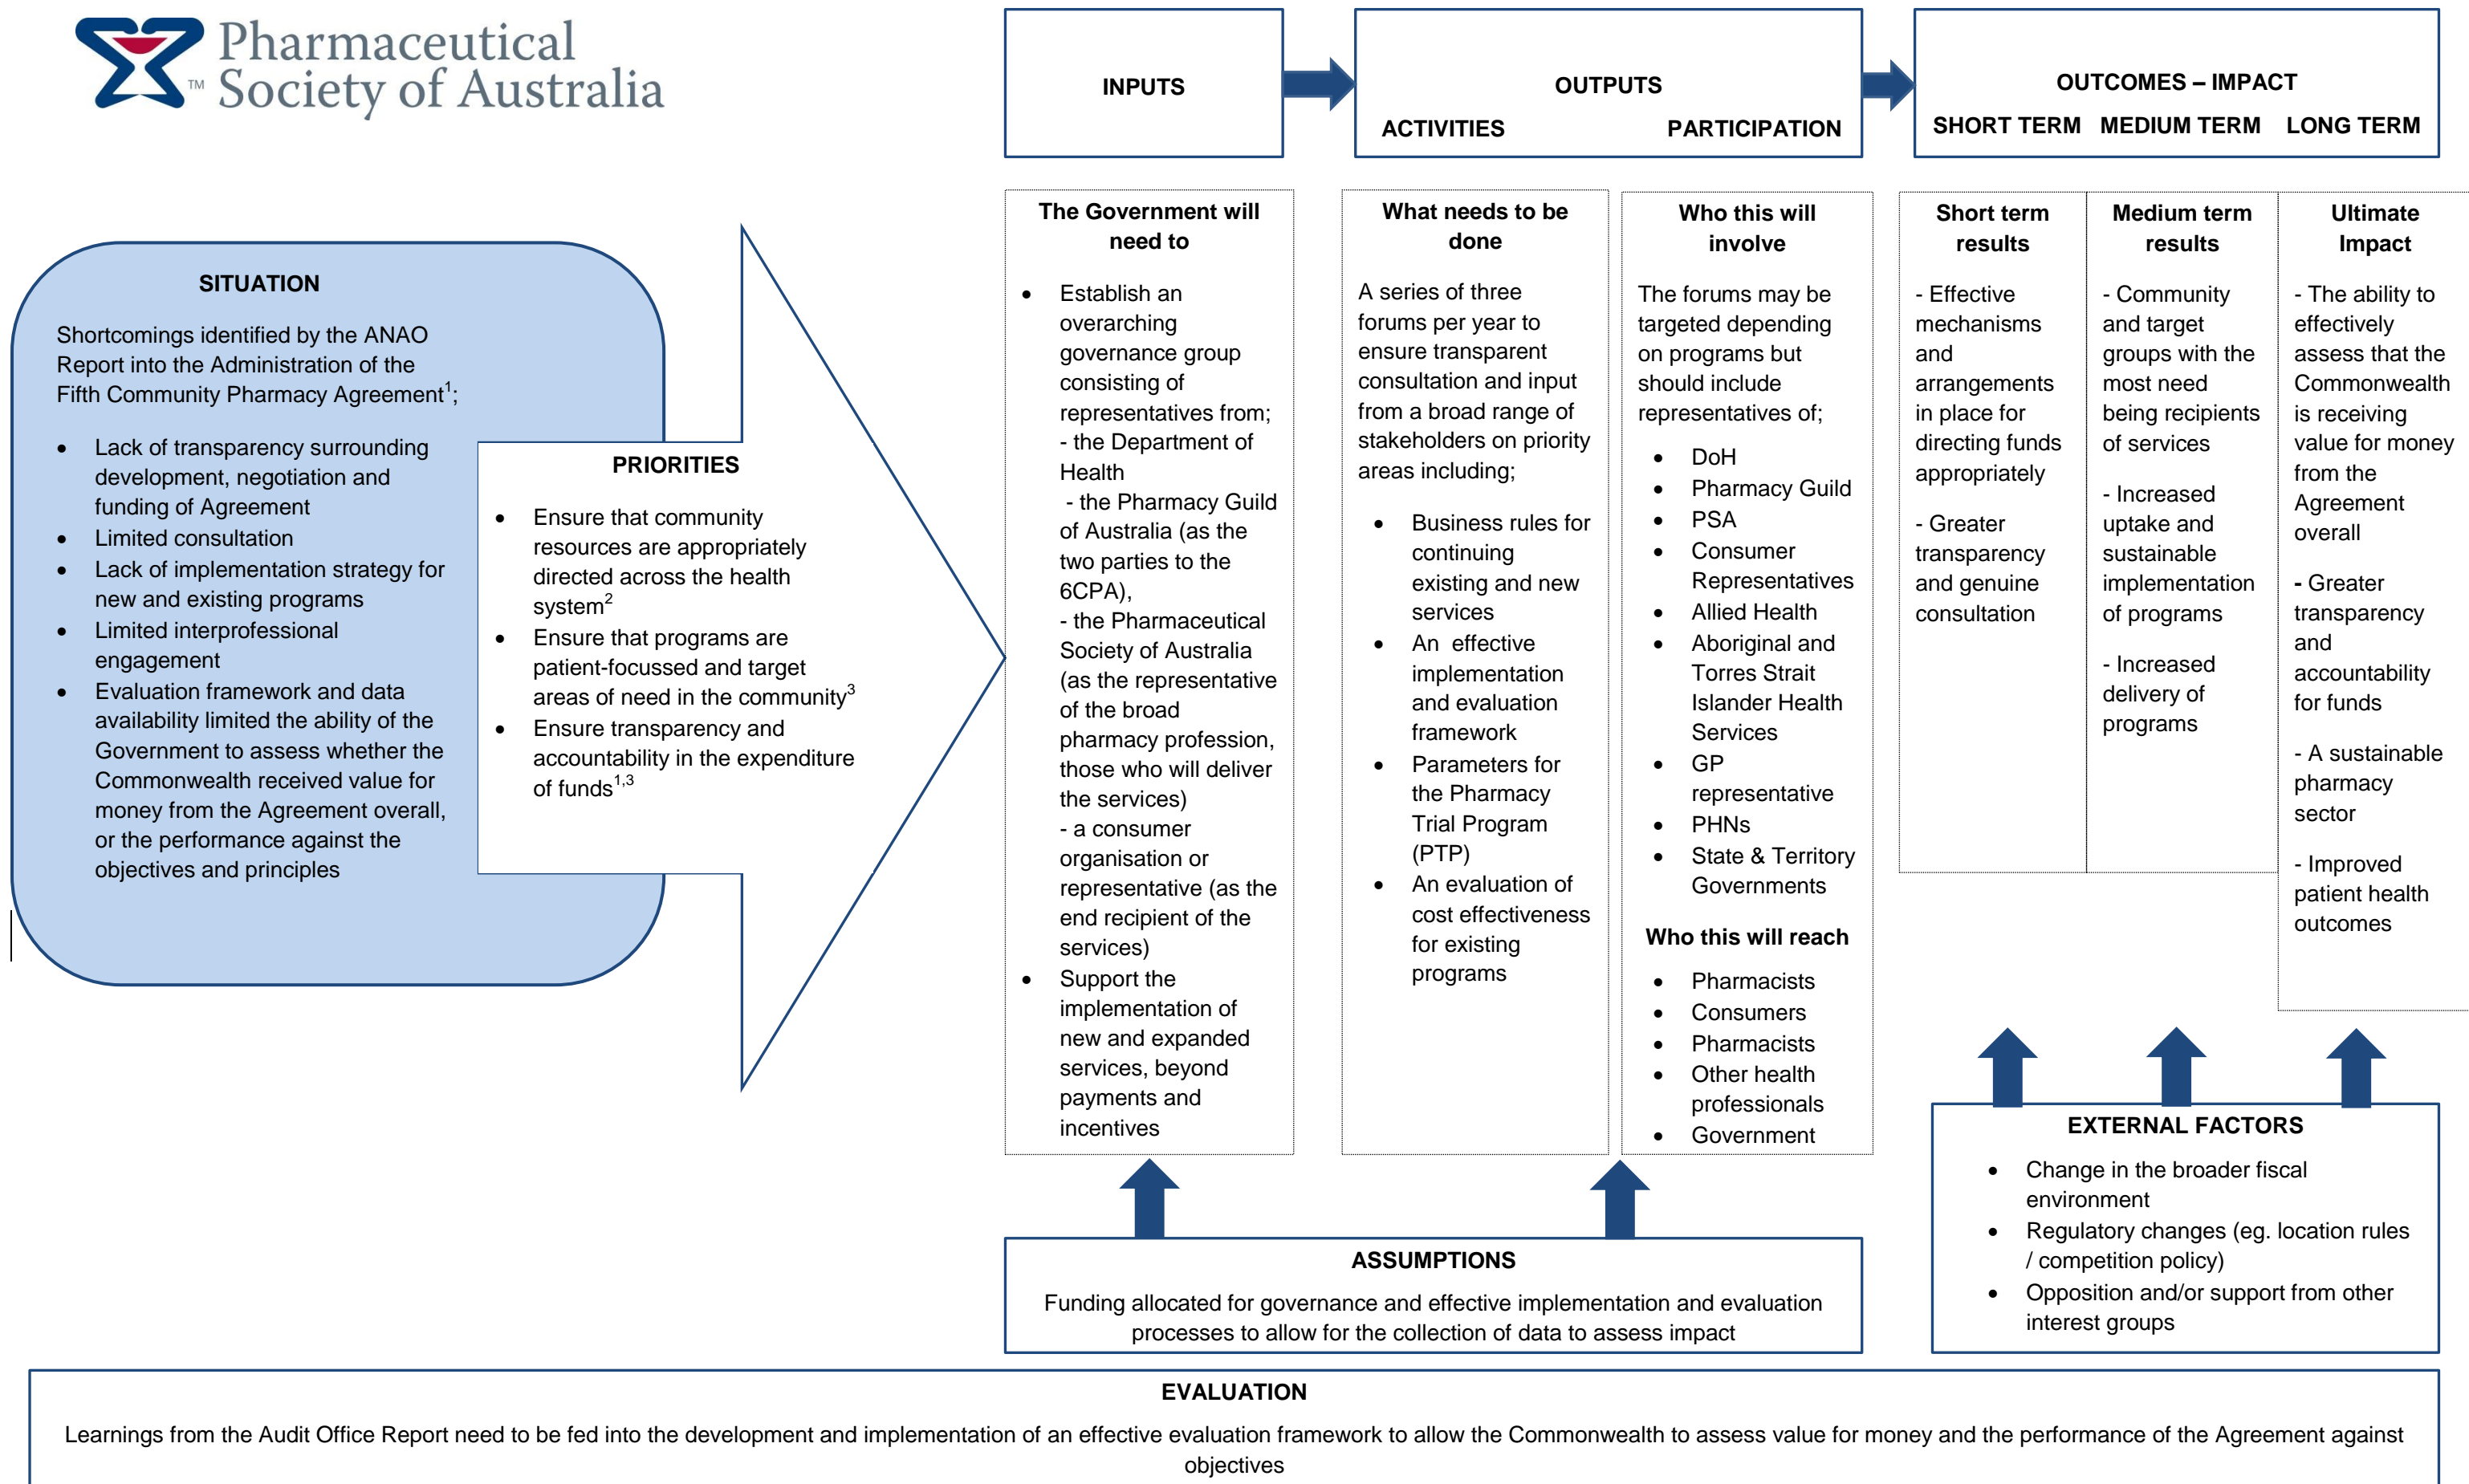 Pharmaceutical
Society of Australia
TM
INPUTS
OUTPUTS
ACTIVITIES PARTICIPATION
OUTCOMES – IMPACT
SHORT TERM MEDIUM TERM LONG TERM
SITUATION
Shortcomings identified by the ANAO
Report into the Administration of the
Fifth Community Pharmacy Agreement1;
• Lack of transparency surrounding
development, negotiation and
funding of Agreement
• Limited consultation
• Lack of implementation strategy for
new and existing programs
• Limited interprofessional
engagement
• Evaluation framework and data
availability limited the ability of the
Government to assess whether the
Commonwealth received value for
money from the Agreement overall,
or the performance against the
objectives and principles
PRIORITIES
• Ensure that community
resources are appropriately
directed across the health
system2
• Ensure that programs are
patient-focussed and target
areas of need in the community3
• Ensure transparency and
accountability in the expenditure
of funds1,3
The Government will
need to
• Establish an
overarching
governance group
consisting of
representatives from;
- the Department of
Health
- the Pharmacy Guild
of Australia (as the
two parties to the
6CPA),
- the Pharmaceutical
Society of Australia
(as the representative
of the broad
pharmacy profession,
those who will deliver
the services)
- a consumer
organisation or
representative (as the
end recipient of the
services)
• Support the
implementation of
new and expanded
services, beyond
payments and
incentives
What needs to be
done
A series of three
forums per year to
ensure transparent
consultation and input
from a broad range of
stakeholders on priority
areas including;
• Business rules for
continuing
existing and new
services
• An effective
implementation
and evaluation
framework
• Parameters for
the Pharmacy
Trial Program
(PTP)
• An evaluation of
cost effectiveness
for existing
programs
Who this will
involve
The forums may be
targeted depending
on programs but
should include
representatives of;
• DoH
• Pharmacy Guild
• PSA
• Consumer
Representatives
• Allied Health
• Aboriginal and
Torres Strait
Islander Health
Services
• GP
representative
• PHNs
• State & Territory
Governments
Who this will reach
• Pharmacists
• Consumers
• Pharmacists
• Other health
professionals
• Government
Short term
results
- Effective
mechanisms
and
arrangements
in place for
directing funds
appropriately
- Greater
transparency
and genuine
consultation
Medium term
results
- Community
and target
groups with the
most need
being recipients
of services
- Increased
uptake and
sustainable
implementation
of programs
- Increased
delivery of
programs
Ultimate
Impact
- The ability to
effectively
assess that the
Commonwealth
is receiving
value for money
from the
Agreement
overall
- Greater
transparency
and
accountability
for funds
- A sustainable
pharmacy
sector
- Improved
patient health
outcomes
ASSUMPTIONS
Funding allocated for governance and effective implementation and evaluation
processes to allow for the collection of data to assess impact
EXTERNAL FACTORS
• Change in the broader fiscal
environment
• Regulatory changes (eg. location rules
/ competition policy)
• Opposition and/or support from other
interest groups
EVALUATION
Learnings from the Audit Office Report need to be fed into the development and implementation of an effective evaluation framework to allow the Commonwealth to assess value for money and the performance of the Agreement against
objectives